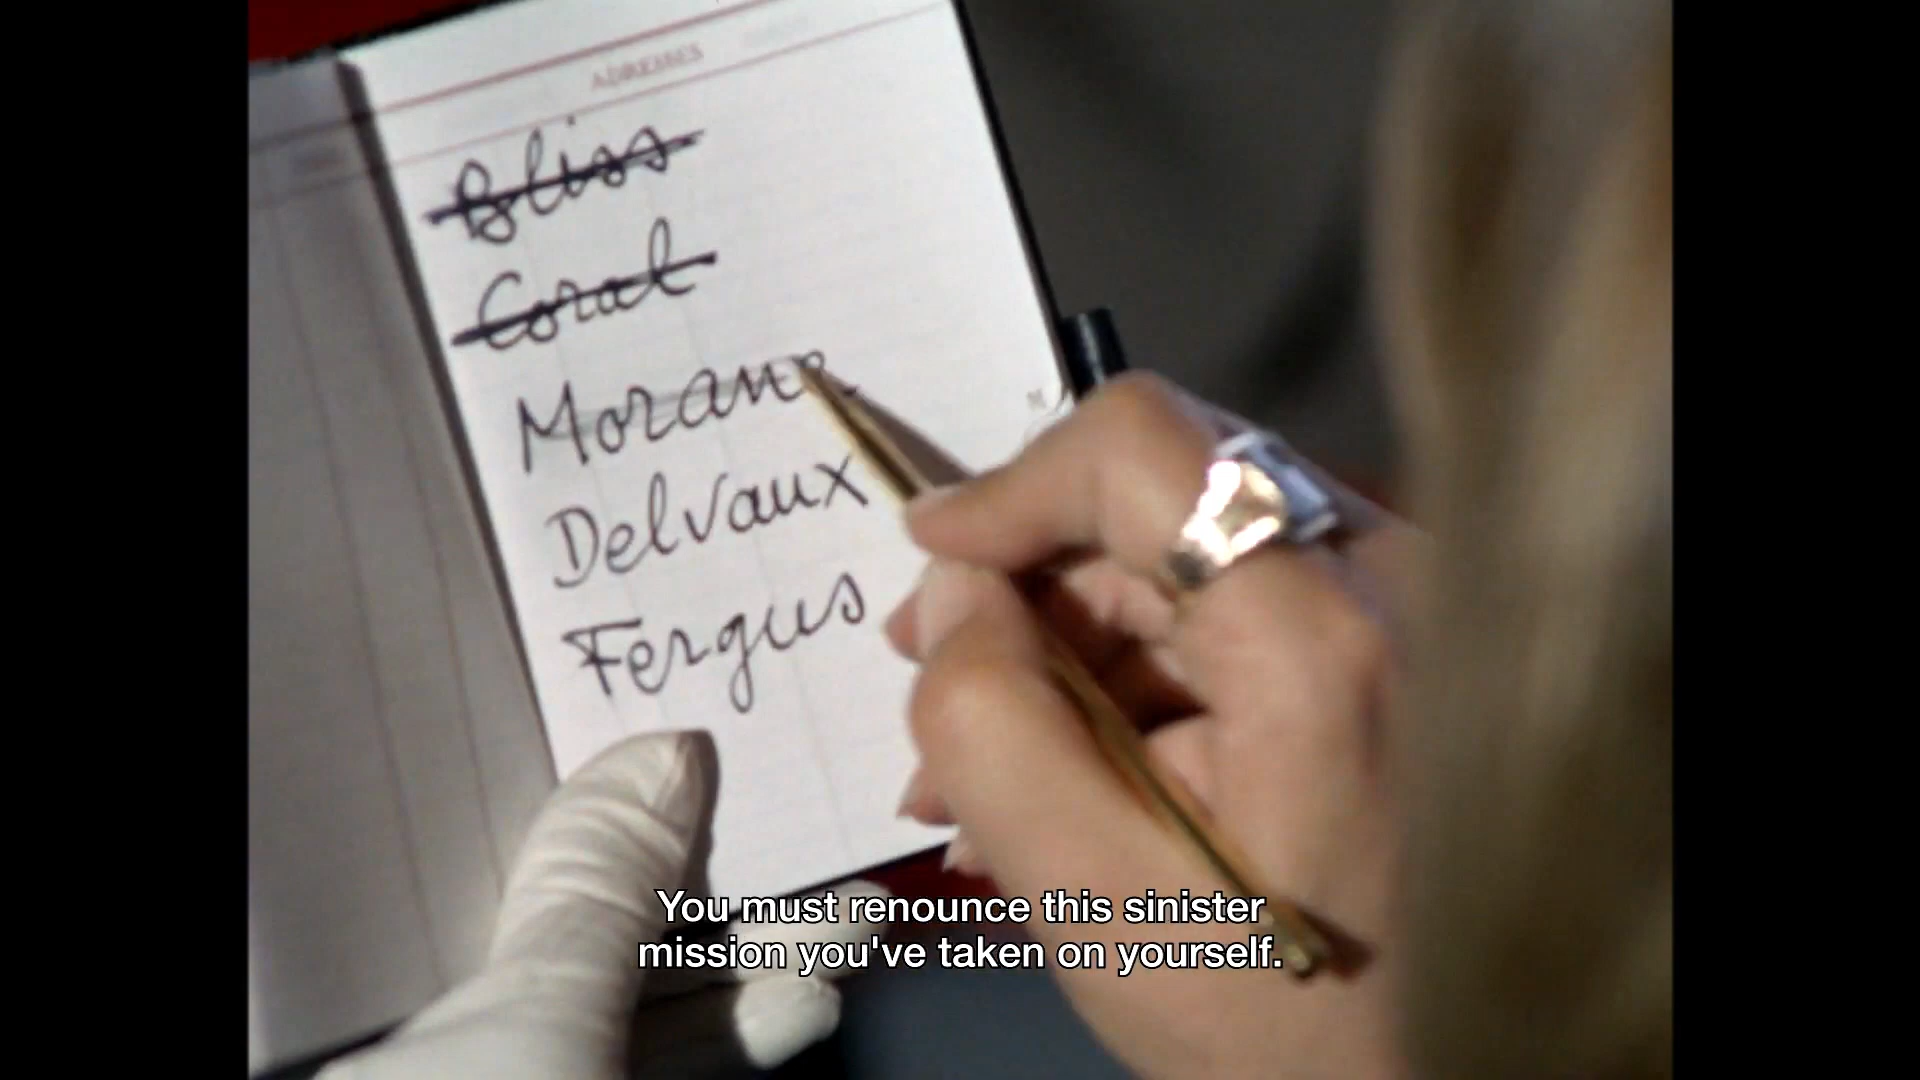 ADRESSES
Bliss
Coral
Morane
Delvaux
Fergus
You must renounce this sinister
mission you've taken on yourself.